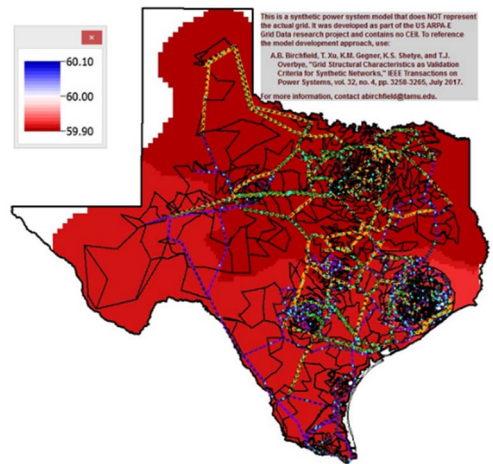 This is a synthetic power system model that does NOT represent
the actual grid. It was developed as part of the US ARPA-E
Grid Data research project and contains no CEII. To reference
the model development approach, use:
A.B. Birchfield, T. Xu, K.M. Gegner, K.S. Shetye, and T.J.
Overbye, "Grid Structural Characteristics as Validation
Criteria for Synthetic Networks," IEEE Transactions on
Power Systems, vol. 32, no. 4, pp. 3258-3265, July 2017.
For more information, contact abirchfield@tamu.edu.
60.10
60.00
59.90